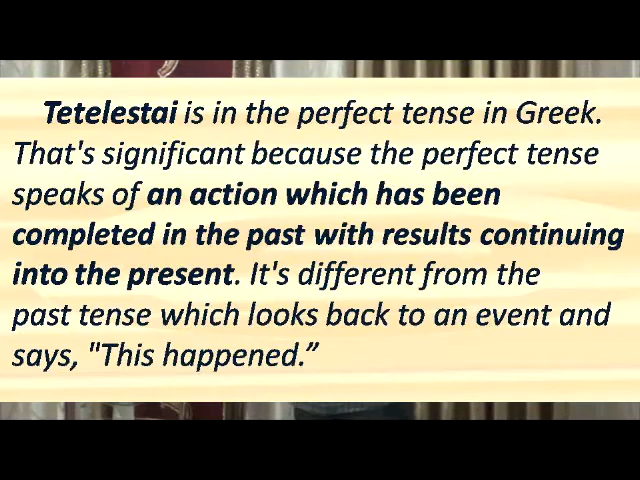 Tetelestai is in the perfect tense in Greek.
That's significant because the perfect tense
speaks of an action which has been
completed in the past with results continuing
into the present. It's different from the
past tense which looks back to an event and
says, "This happened.”